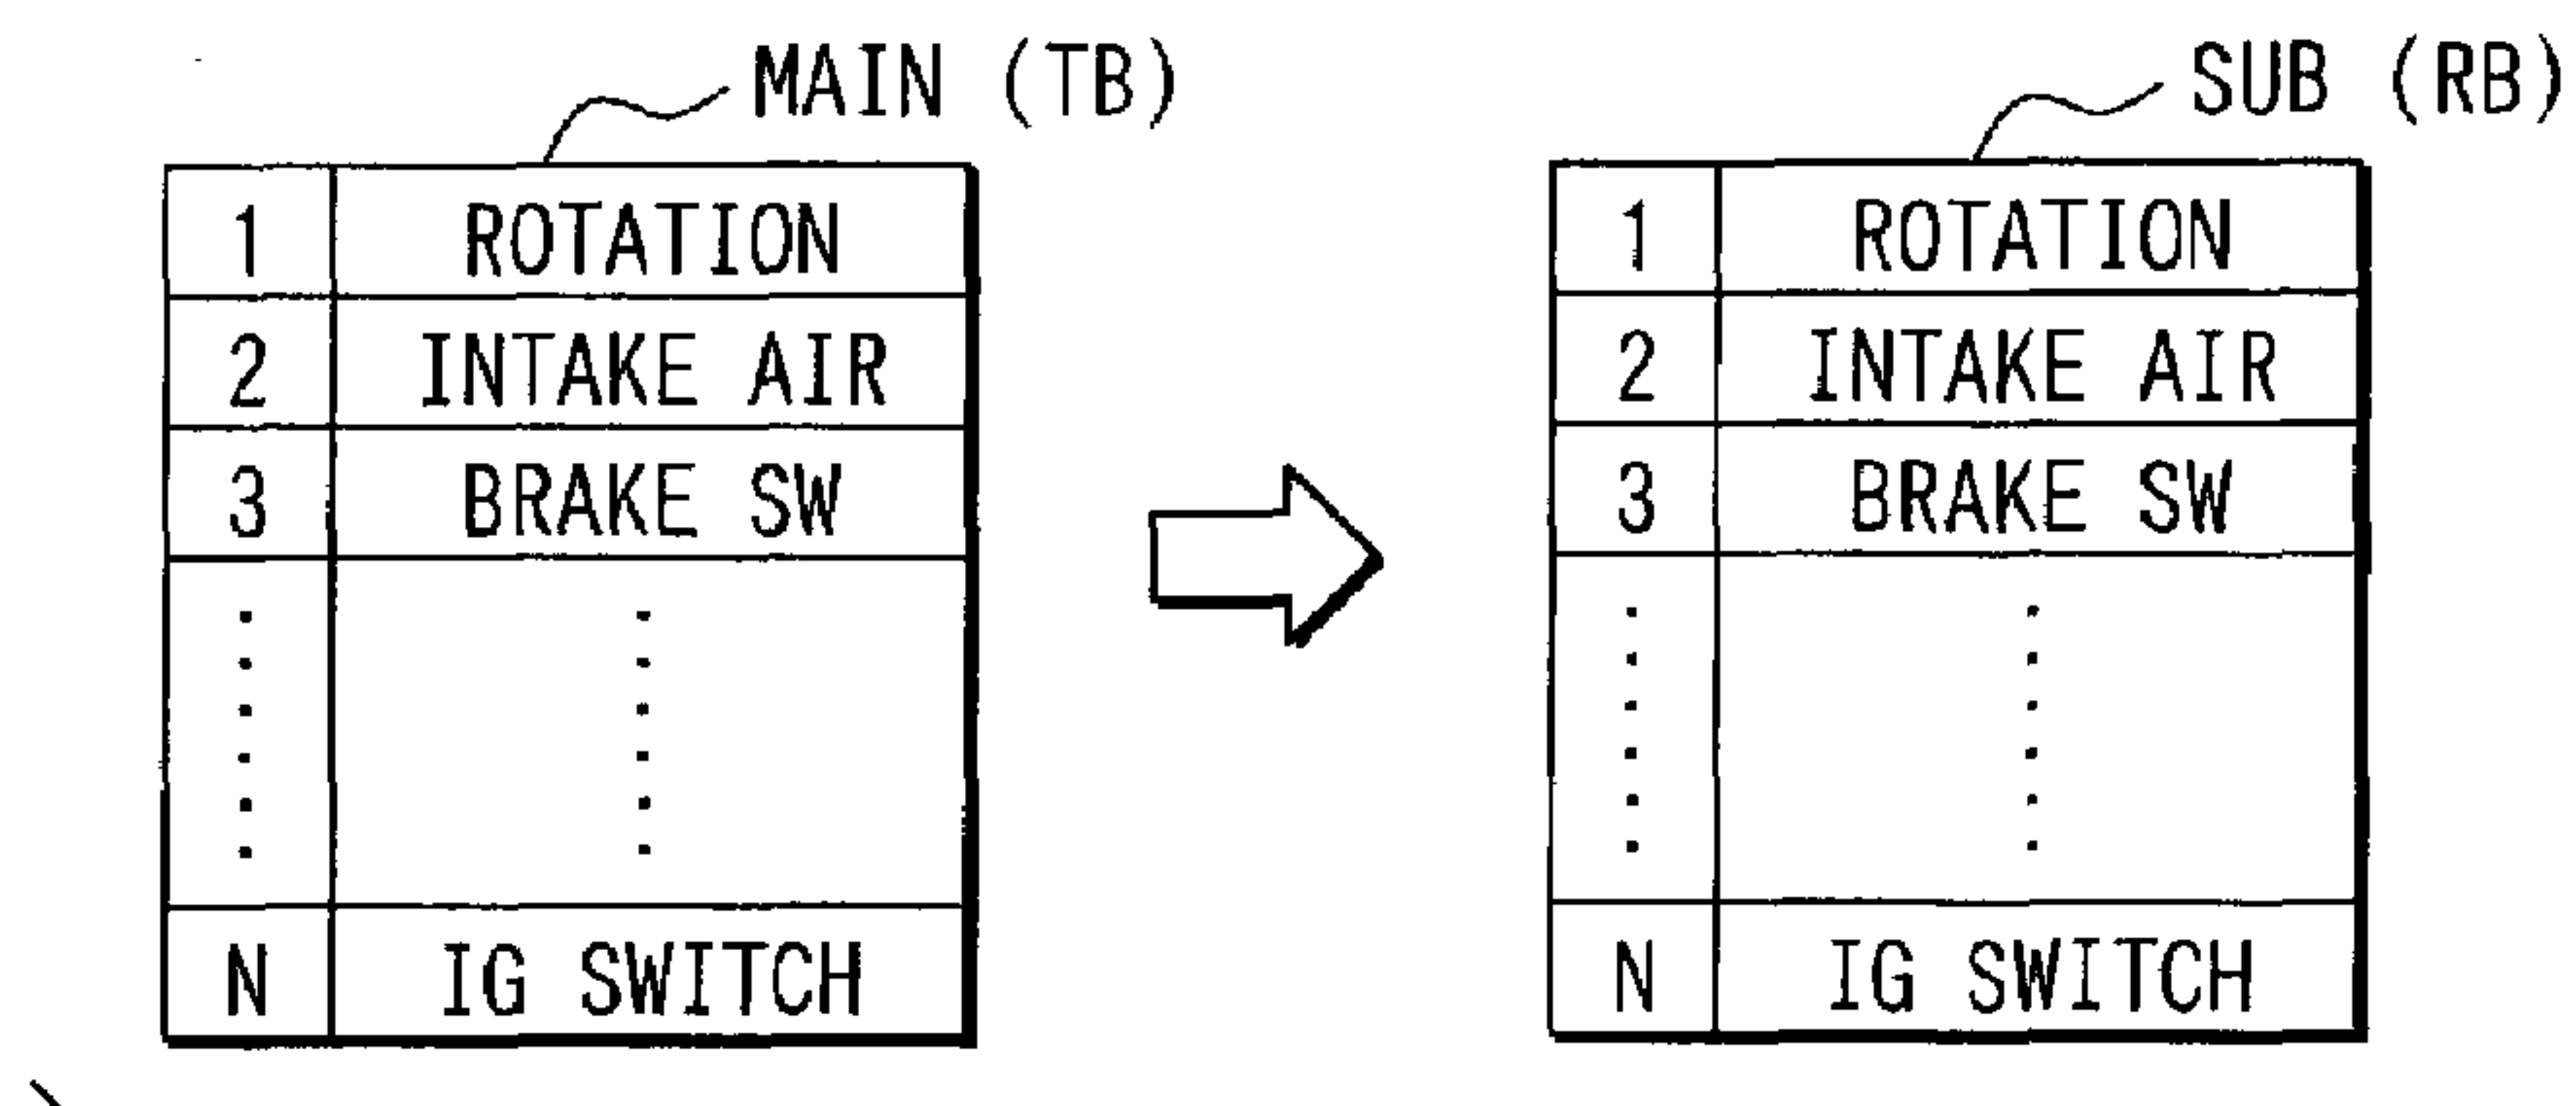 MAIN (TB)
1 ROTATION
2 INTAKE AIR
3 BRAKE SW
N IG SWITCH
SUB (RB)
1 ROTATION
2 INTAKE AIR
3 BRAKE SW
N IG SWITCH